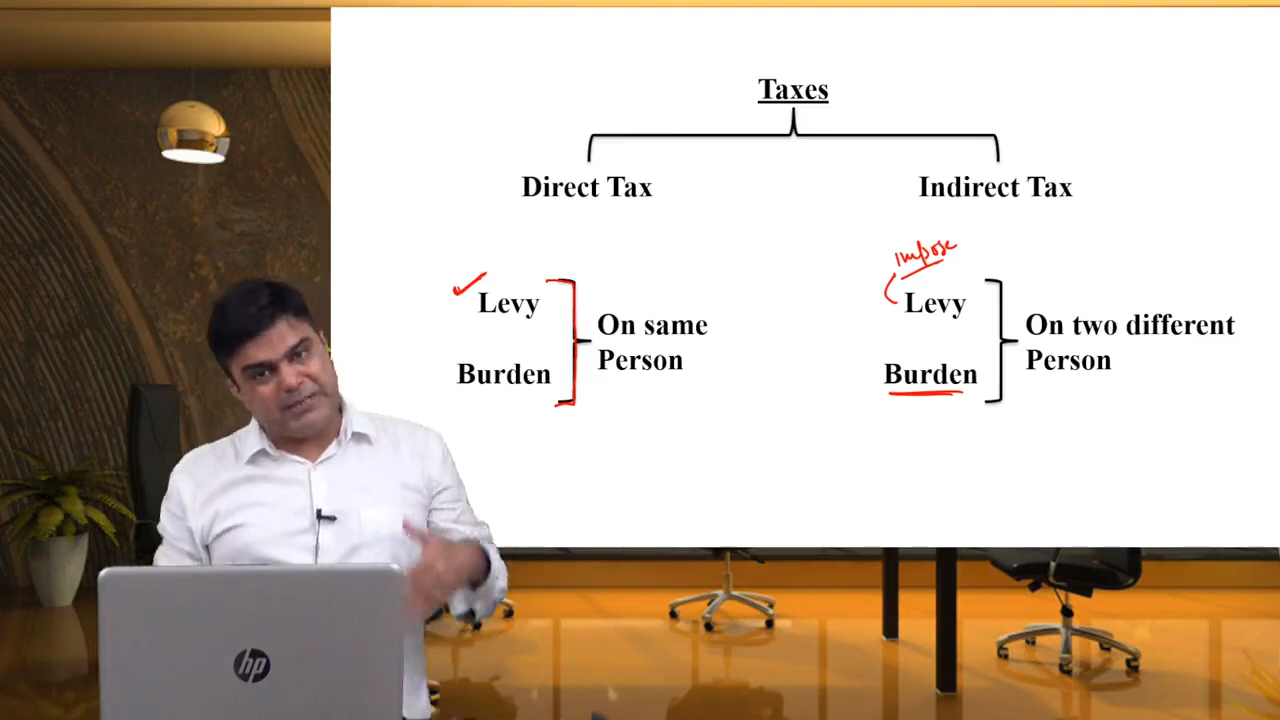 Taxes
Direct Tax
Indirect Tax
impose
Levy
Burden
On same
Person
Levy
Burden
On two different
Person
hp